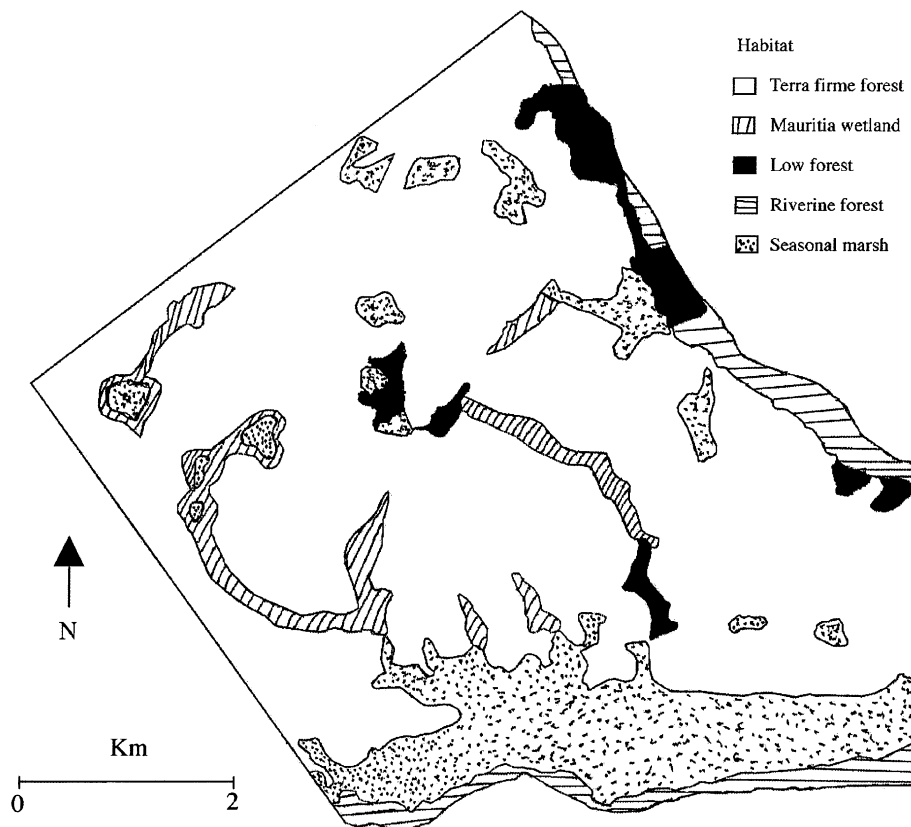 Habitat
Terra firme forest
Mauritia wetland
Low forest
Riverine forest
Seasonal marsh
N
Km
0 2